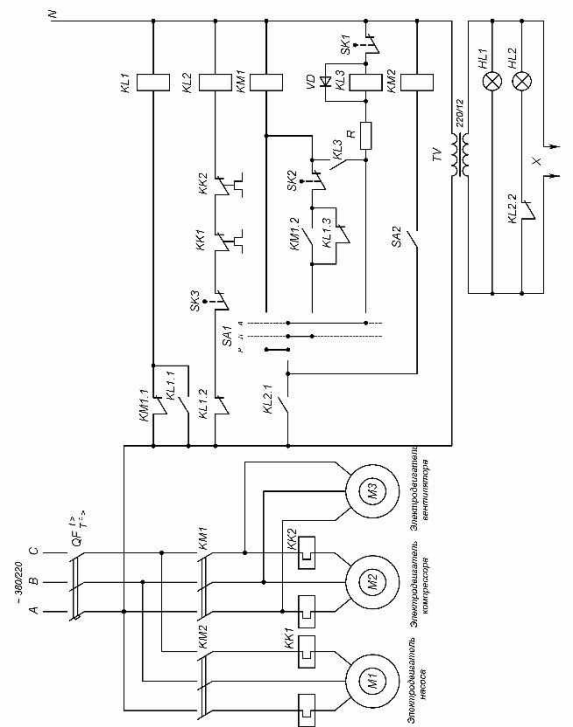 N
KL1
KL2
KM1
VD
KL3
SK1
KM2
TV
220/12
HL1
HL2
KK2
KK1
SK3
SK2
KL3
R
KM1.2
KL1.3
SA2
KL2.2
X
SA1
KM1.1
KL1.1
KL1.2
KL2.1
~ 380/220
A
B
C
QF
I>
T°>
KM2
KM1
KK1
KK2
M1
M2
M3
Электродвигатель
насоса
Электродвигатель
компрессора
Электродвигатель
вентилятора